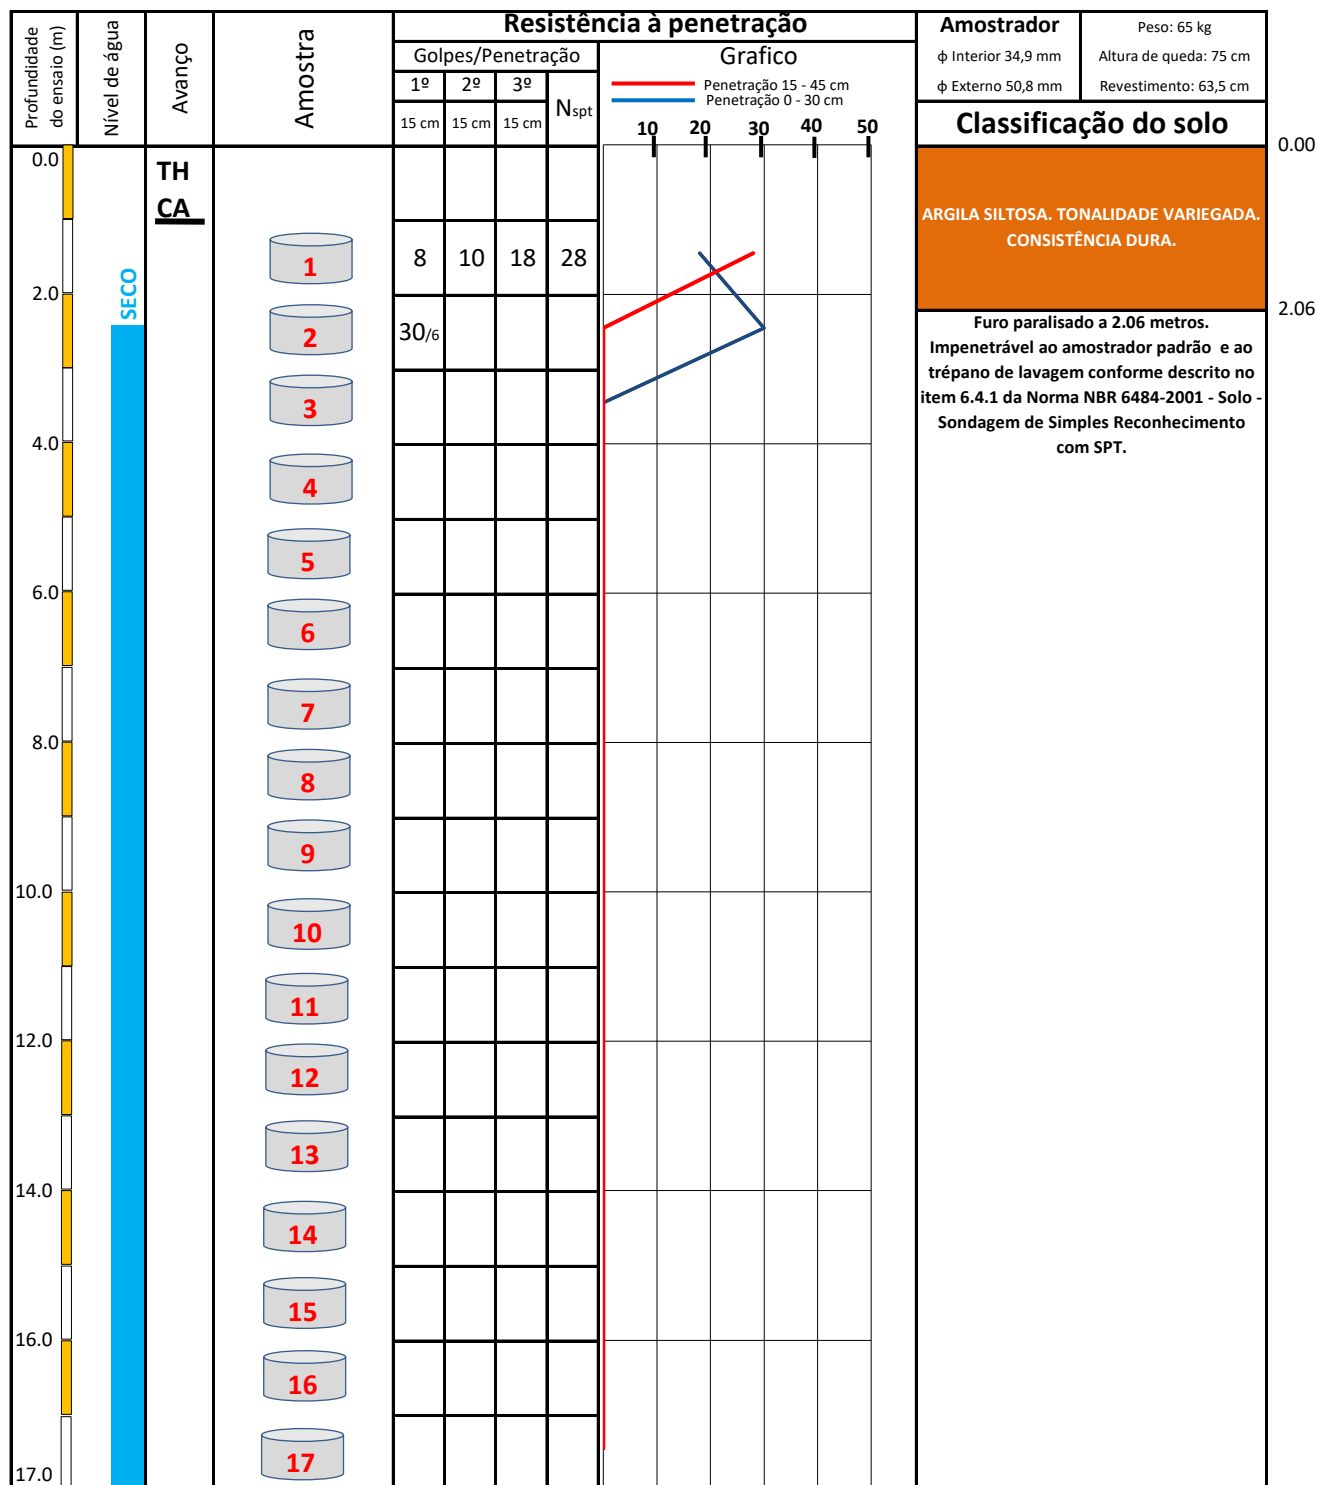 Profundidade
do ensaio (m)
Nível de água
Avanço
Amostra
Resistência à penetração
Golpes/Penetração
1º 2º 3º
Nspt
15 cm 15 cm 15 cm
Grafico
Penetração 15 - 45 cm
Penetração 0 - 30 cm
10 20 30 40 50
Amostrador
ф Interior 34,9 mm
ф Externo 50,8 mm
Peso: 65 kg
Altura de queda: 75 cm
Revestimento: 63,5 cm
Classificação do solo
0.00
0.0
TH
CA
ARGILA SILTOSA. TONALIDADE VARIEGADA.
CONSISTÊNCIA DURA.
1 8 10 18 28
SECO
2.0
2.06
2 30/6
Furo paralisado a 2.06 metros.
Impenetrável ao amostrador padrão e ao
trépano de lavagem conforme descrito no
item 6.4.1 da Norma NBR 6484-2001 - Solo -
Sondagem de Simples Reconhecimento
com SPT.
3
4.0
4
5
6.0
6
7
8.0
8
9
10.0
10
11
12.0
12
13
14.0
14
15
16.0
16
17
17.0